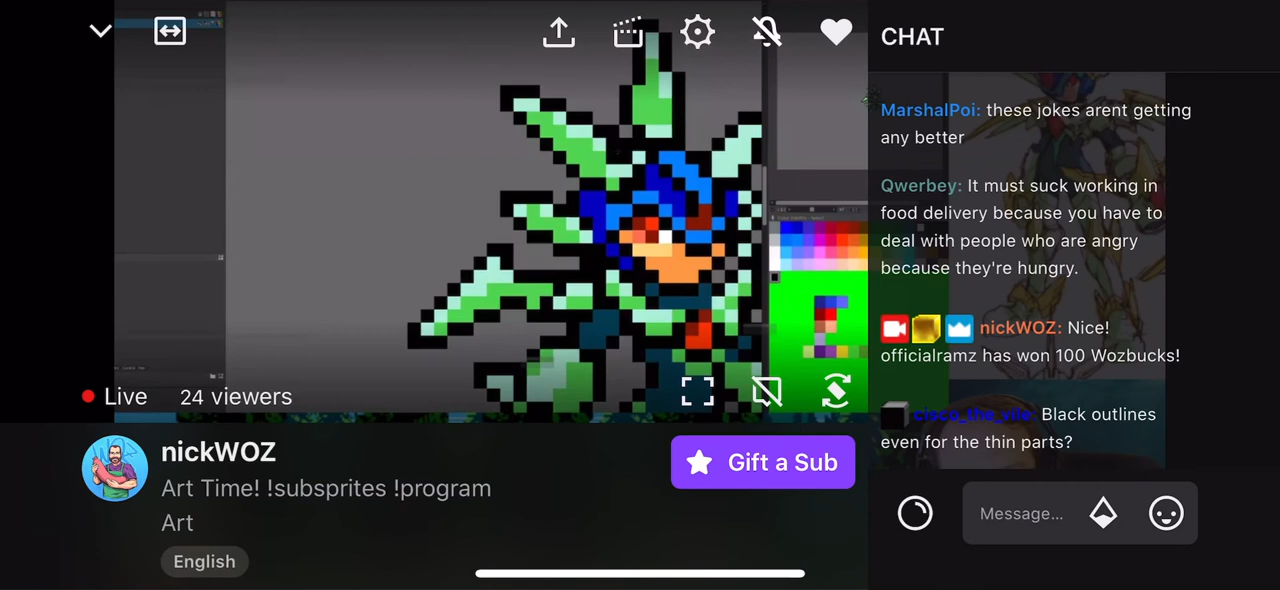 CHAT
MarshalPoi: these jokes arent getting
any better
Qwerbey: It must suck working in
food delivery because you have to
deal with people who are angry
because they're hungry.
nickWOZ: Nice!
officialramz has won 100 Wozbucks!
cisco_the_vile: Black outlines
even for the thin parts?
Live 24 viewers
nickWOZ
Art Time! !subsprites !program
Art
English
Gift a Sub
Message...